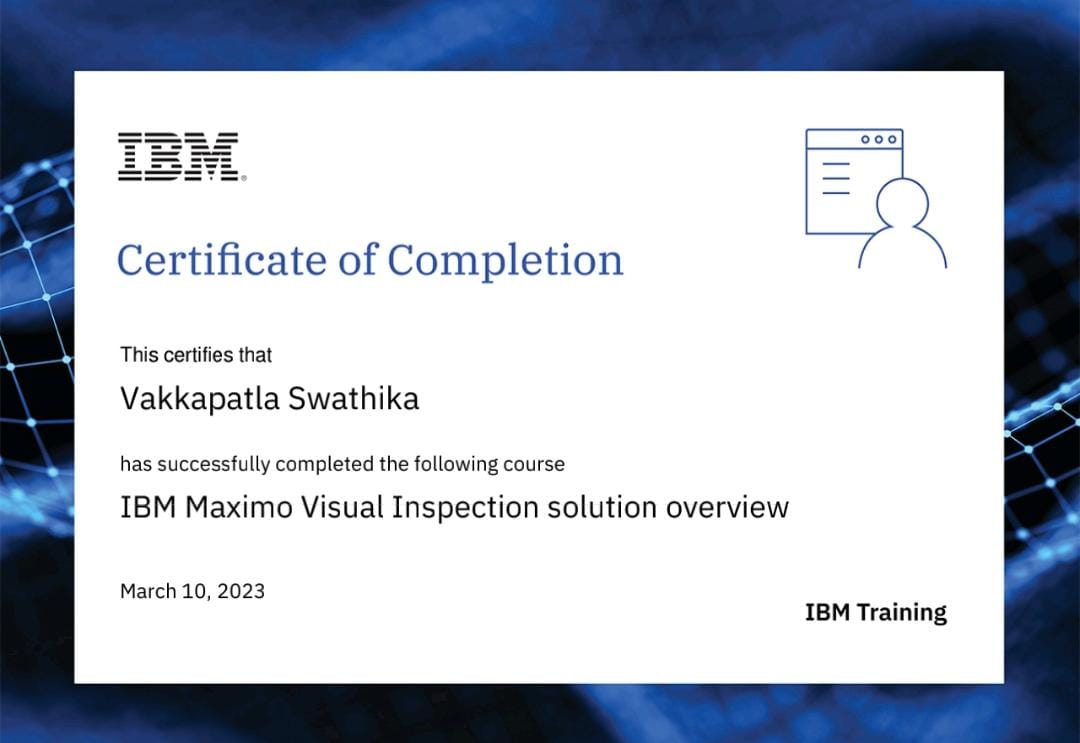 IBM®
Certificate of Completion
This certifies that
Vakkapatla Swathika
has successfully completed the following course
IBM Maximo Visual Inspection solution overview
March 10, 2023
IBM Training